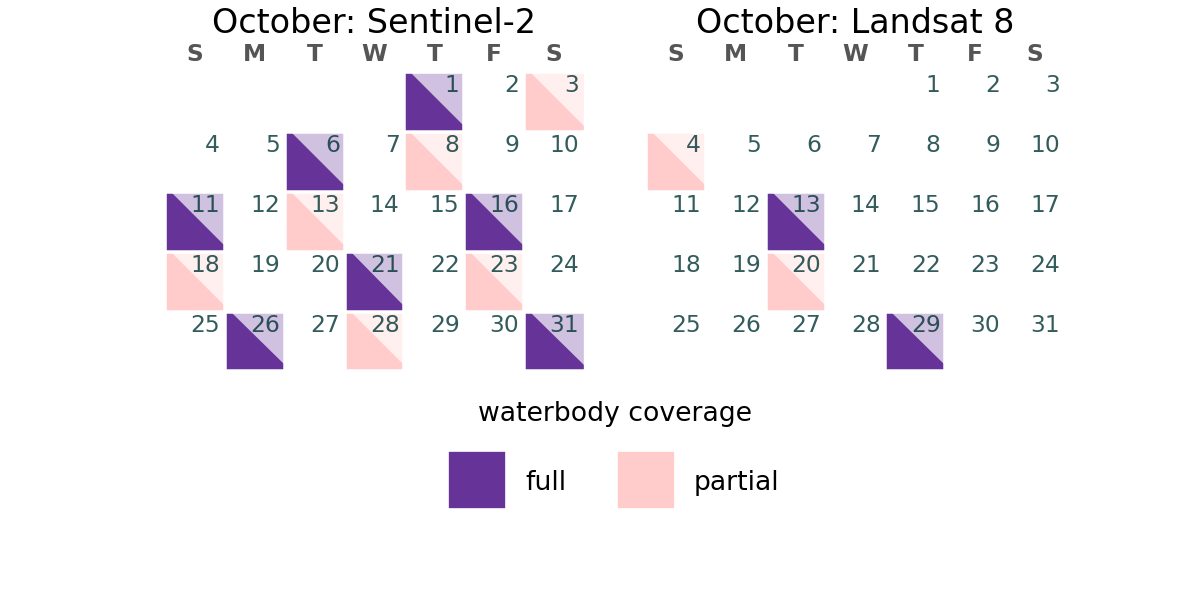 October: Sentinel-2
S M T W T F S
1 2 3
4 5 6 7 8 9 10
11 12 13 14 15 16 17
18 19 20 21 22 23 24
25 26 27 28 29 30 31
October: Landsat 8
S M T W T F S
1 2 3
4 5 6 7 8 9 10
11 12 13 14 15 16 17
18 19 20 21 22 23 24
25 26 27 28 29 30 31
waterbody coverage
full
partial